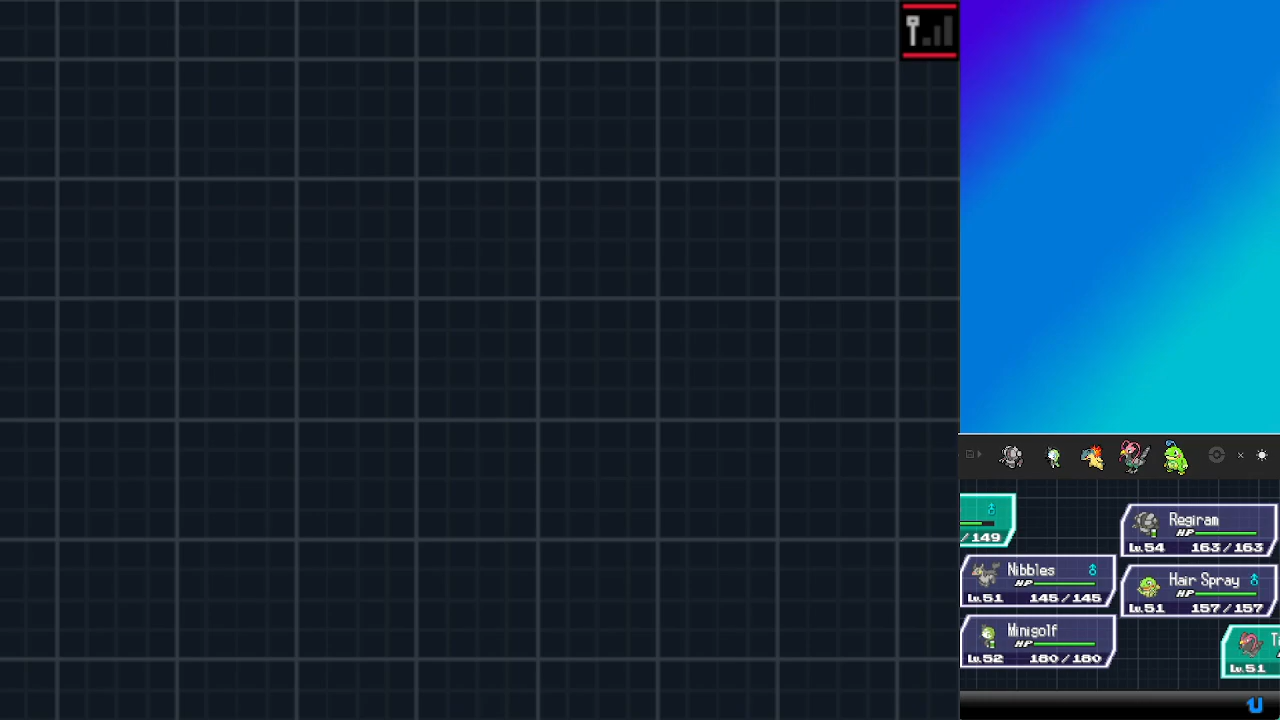 /149
Regiram
HP
Lv.54 163/163
Nibbles
HP
Lv.51 145/145
Hair Spray
HP
Lv.51 157/157
Minigolf
HP
Lv.52 180/180
Lv.51